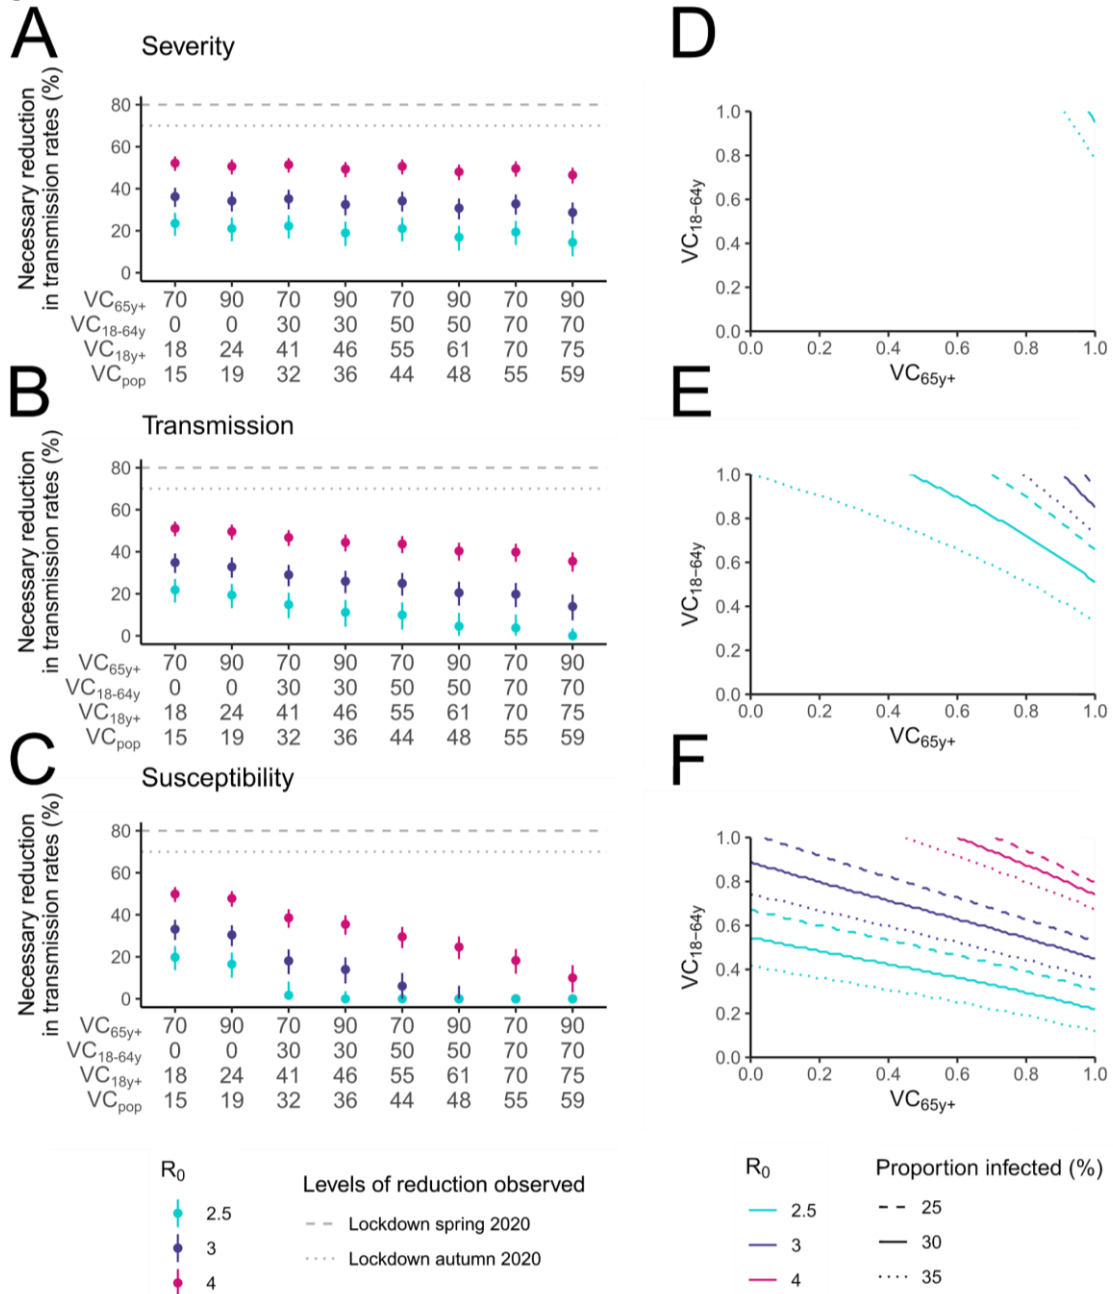 A
Severity
Necessary reduction
in transmission rates (%)
80
60
40
20
0
VC65y+ 70 90 70 90 70 90 70 90
VC18-64y 0 0 30 30 50 50 70 70
VC18y+ 18 24 41 46 55 61 70 75
VCpop 15 19 32 36 44 48 55 59
D
VC18−64y
1.0
0.8
0.6
0.4
0.2
0.0
0.0 0.2 0.4 0.6 0.8 1.0
VC65y+
B
Transmission
Necessary reduction
in transmission rates (%)
80
60
40
20
0
VC65y+ 70 90 70 90 70 90 70 90
VC18-64y 0 0 30 30 50 50 70 70
VC18y+ 18 24 41 46 55 61 70 75
VCpop 15 19 32 36 44 48 55 59
E
VC18−64y
1.0
0.8
0.6
0.4
0.2
0.0
0.0 0.2 0.4 0.6 0.8 1.0
VC65y+
C
Susceptibility
Necessary reduction
in transmission rates (%)
80
60
40
20
0
VC65y+ 70 90 70 90 70 90 70 90
VC18-64y 0 0 30 30 50 50 70 70
VC18y+ 18 24 41 46 55 61 70 75
VCpop 15 19 32 36 44 48 55 59
F
VC18−64y
1.0
0.8
0.6
0.4
0.2
0.0
0.0 0.2 0.4 0.6 0.8 1.0
VC65y+
R0
2.5
3
4
Levels of reduction observed
Lockdown spring 2020
Lockdown autumn 2020
R0
2.5
3
4
Proportion infected (%)
25
30
35